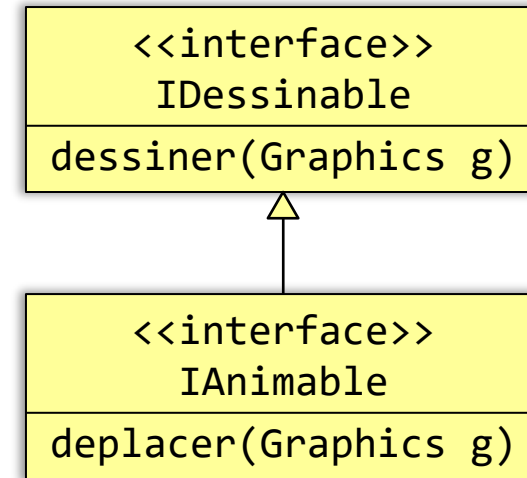 <<interface>>
IDessinable
dessiner(Graphics g)
<<interface>>
IAnimable
deplacer(Graphics g)